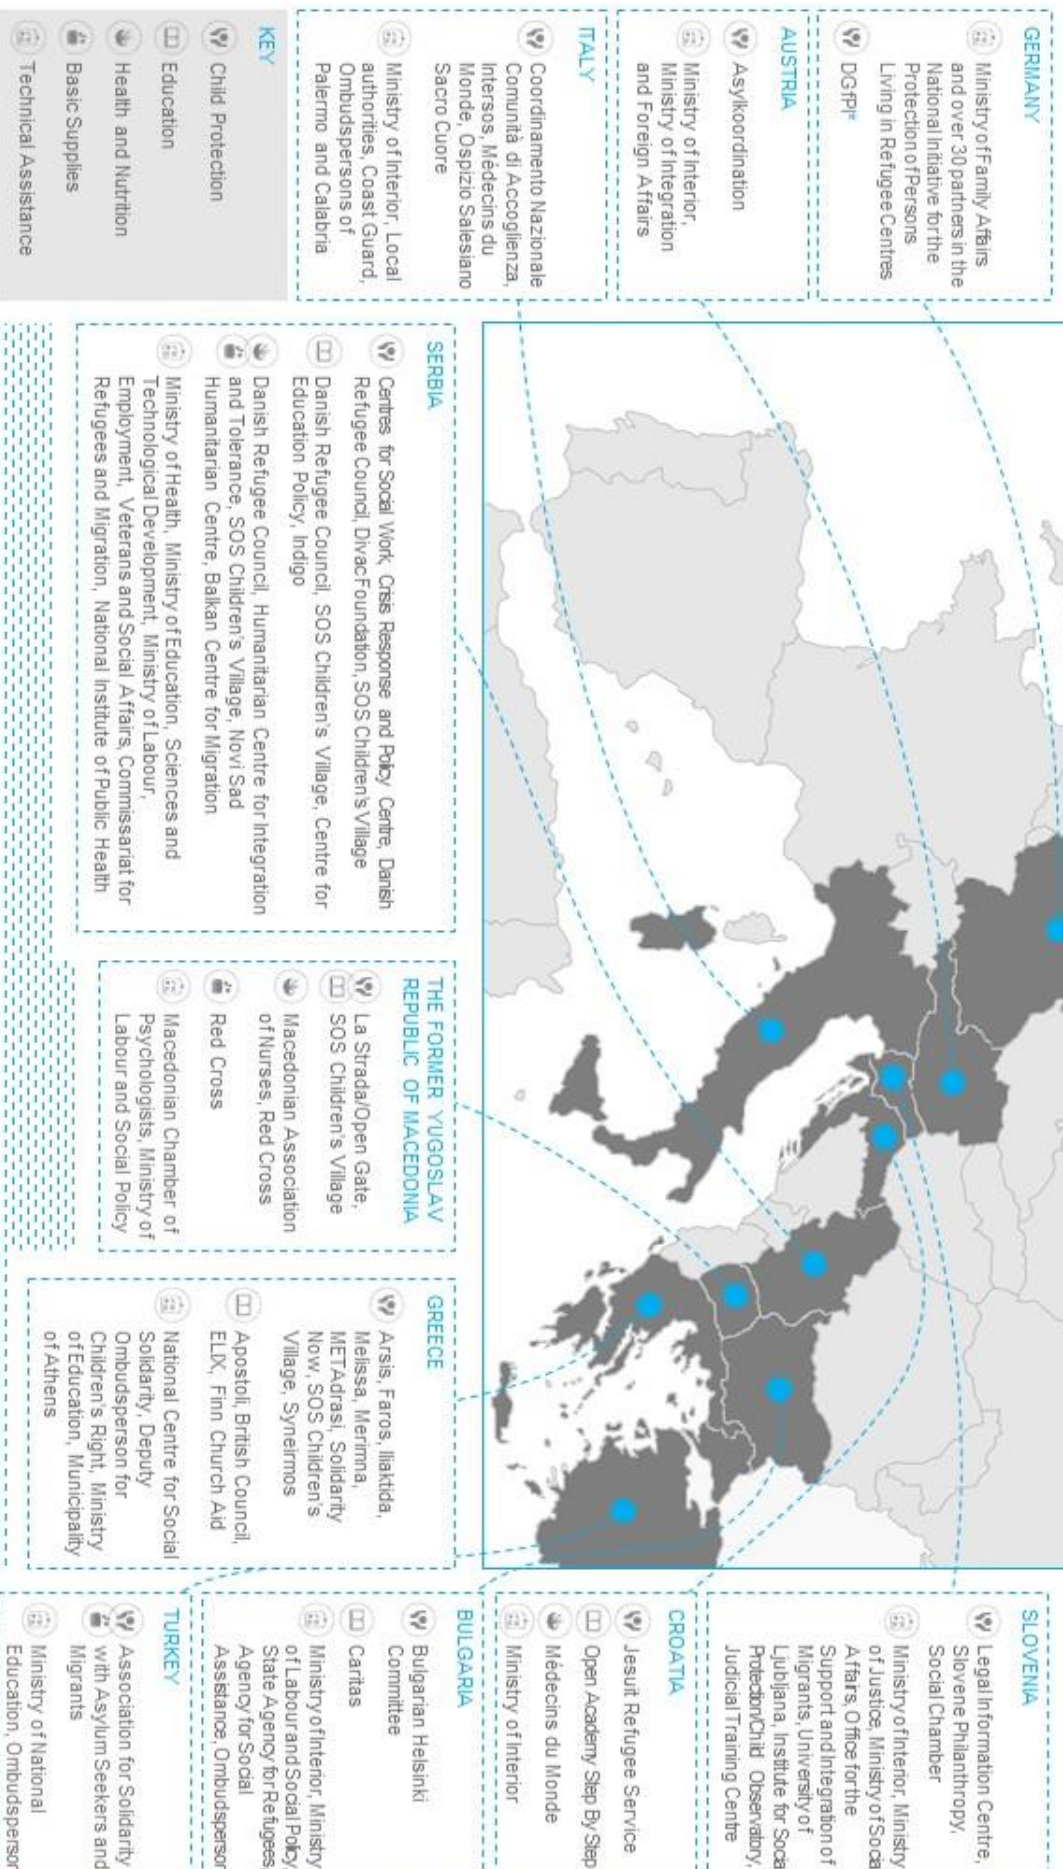 GERMANY
Ministry of Family Affairs
and over 30 partners in the
National Initiative for the
Protection of Persons
Living in Refugee Centres
DGfPI*
AUSTRIA
Asylkoordination
Ministry of Interior,
Ministry of Integration
and Foreign Affairs
ITALY
Coordinamento Nazionale
Comunità di Accoglienza,
Intersos, Médecins du
Monde, Ospizio Salesiano
Sacro Cuore
Ministry of Interior, Local
authorities, Coast Guard,
Ombudspersons of
Palermo and Calabria
KEY
Child Protection
Education
Health and Nutrition
Basic Supplies
Technical Assistance
SERBIA
Centres for Social Work, Crisis Response and Policy Centre, Danish
Refugee Council, Divac Foundation, SOS Children's Village
Danish Refugee Council, SOS Children's Village, Centre for
Education Policy, Indigo
Danish Refugee Council, Humanitarian Centre for Integration
and Tolerance, SOS Children's Village, Novi Sad
Humanitarian Centre, Balkan Centre for Migration
Ministry of Health, Ministry of Education, Sciences and
Technological Development, Ministry of Labour,
Employment, Veterans and Social Affairs, Commissariat for
Refugees and Migration, National Institute of Public Health
THE FORMER YUGOSLAV
REPUBLIC OF MACEDONIA
La Strada/Open Gate,
SOS Children's Village
Macedonian Association
of Nurses, Red Cross
Red Cross
Macedonian Chamber of
Psychologists, Ministry of
Labour and Social Policy
GREECE
Arsis, Faros, Iliaktida,
Melissa, Merimna,
METAdrasi, Solidarity
Now, SOS Children's
Village, Syneirmos
Apostoli, British Council,
ELIX, Finn Church Aid
National Centre for Social
Solidarity, Deputy
Ombudsperson for
Children's Right, Ministry
of Education, Municipality
of Athens
SLOVENIA
Legal Information Centre,
Slovene Philanthropy,
Social Chamber
Ministry of Interior, Ministry
of Justice, Ministry of Socia
Affairs, Office for the
Support and Integration of
Migrants, University of
Ljubljana, Institute for Socia
Protection/Child Observatory,
Judicial Training Centre
CROATIA
Jesuit Refugee Service
Open Academy Step By Step
Médecins du Monde
Ministry of Interior
BULGARIA
Bulgarian Helsinki
Committee
Caritas
Ministry of Interior, Ministry
of Labour and Social Policy,
State Agency for Refugees,
Agency for Social
Assistance, Ombudsperson
TURKEY
Association for Solidarity
with Asylum Seekers and
Migrants
Ministry of National
Education, Ombudsperson